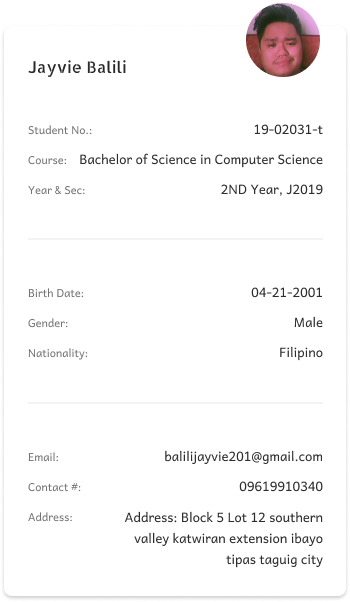 Jayvie Balili
Student No.: 19-02031-t
Course: Bachelor of Science in Computer Science
Year & Sec: 2ND Year, J2019
Birth Date: 04-21-2001
Gender: Male
Nationality: Filipino
Email: balilijayvie201@gmail.com
Contact #: 09619910340
Address: Address: Block 5 Lot 12 southern
valley katwiran extension ibayo
tipas taguig city